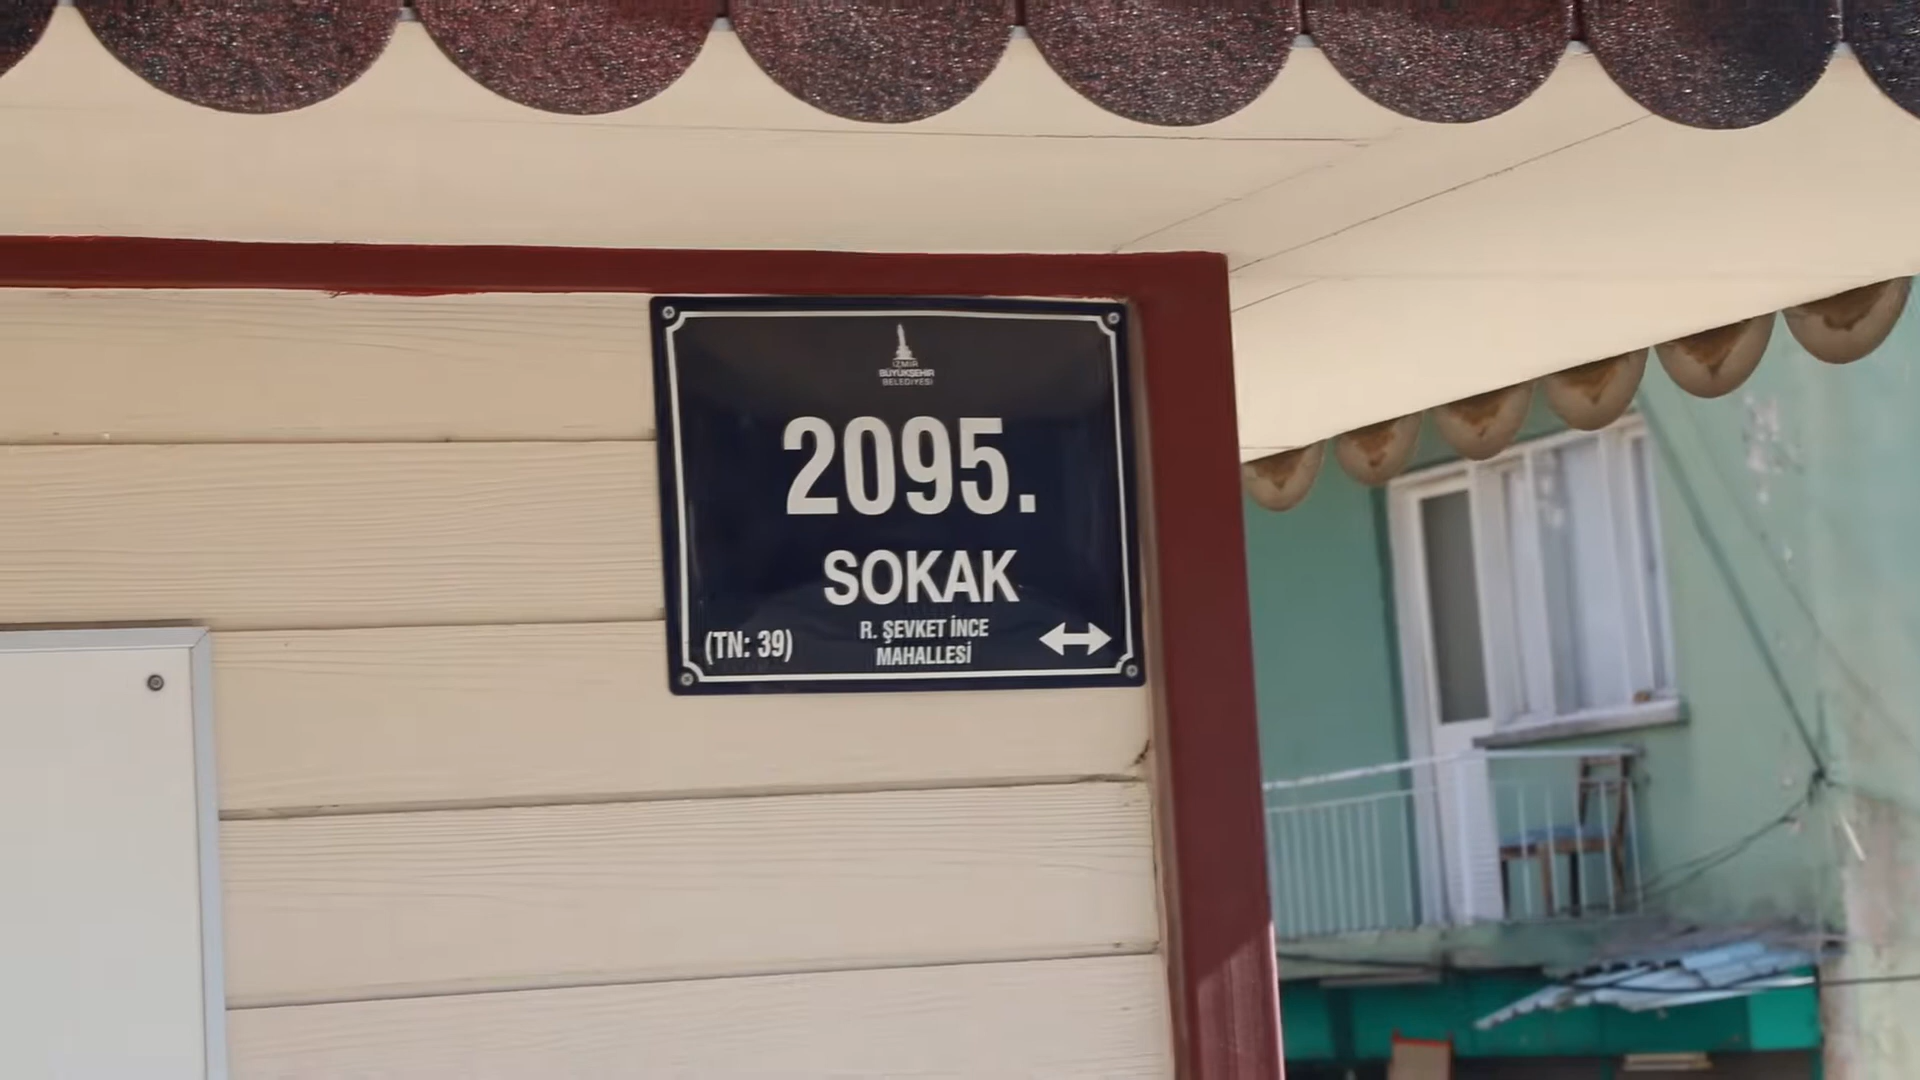 İZMİR
BÜYÜKŞEHİR
BELEDİYESİ
2095.
SOKAK
(TN: 39)
R. ŞEVKET İNCE
MAHALLESİ